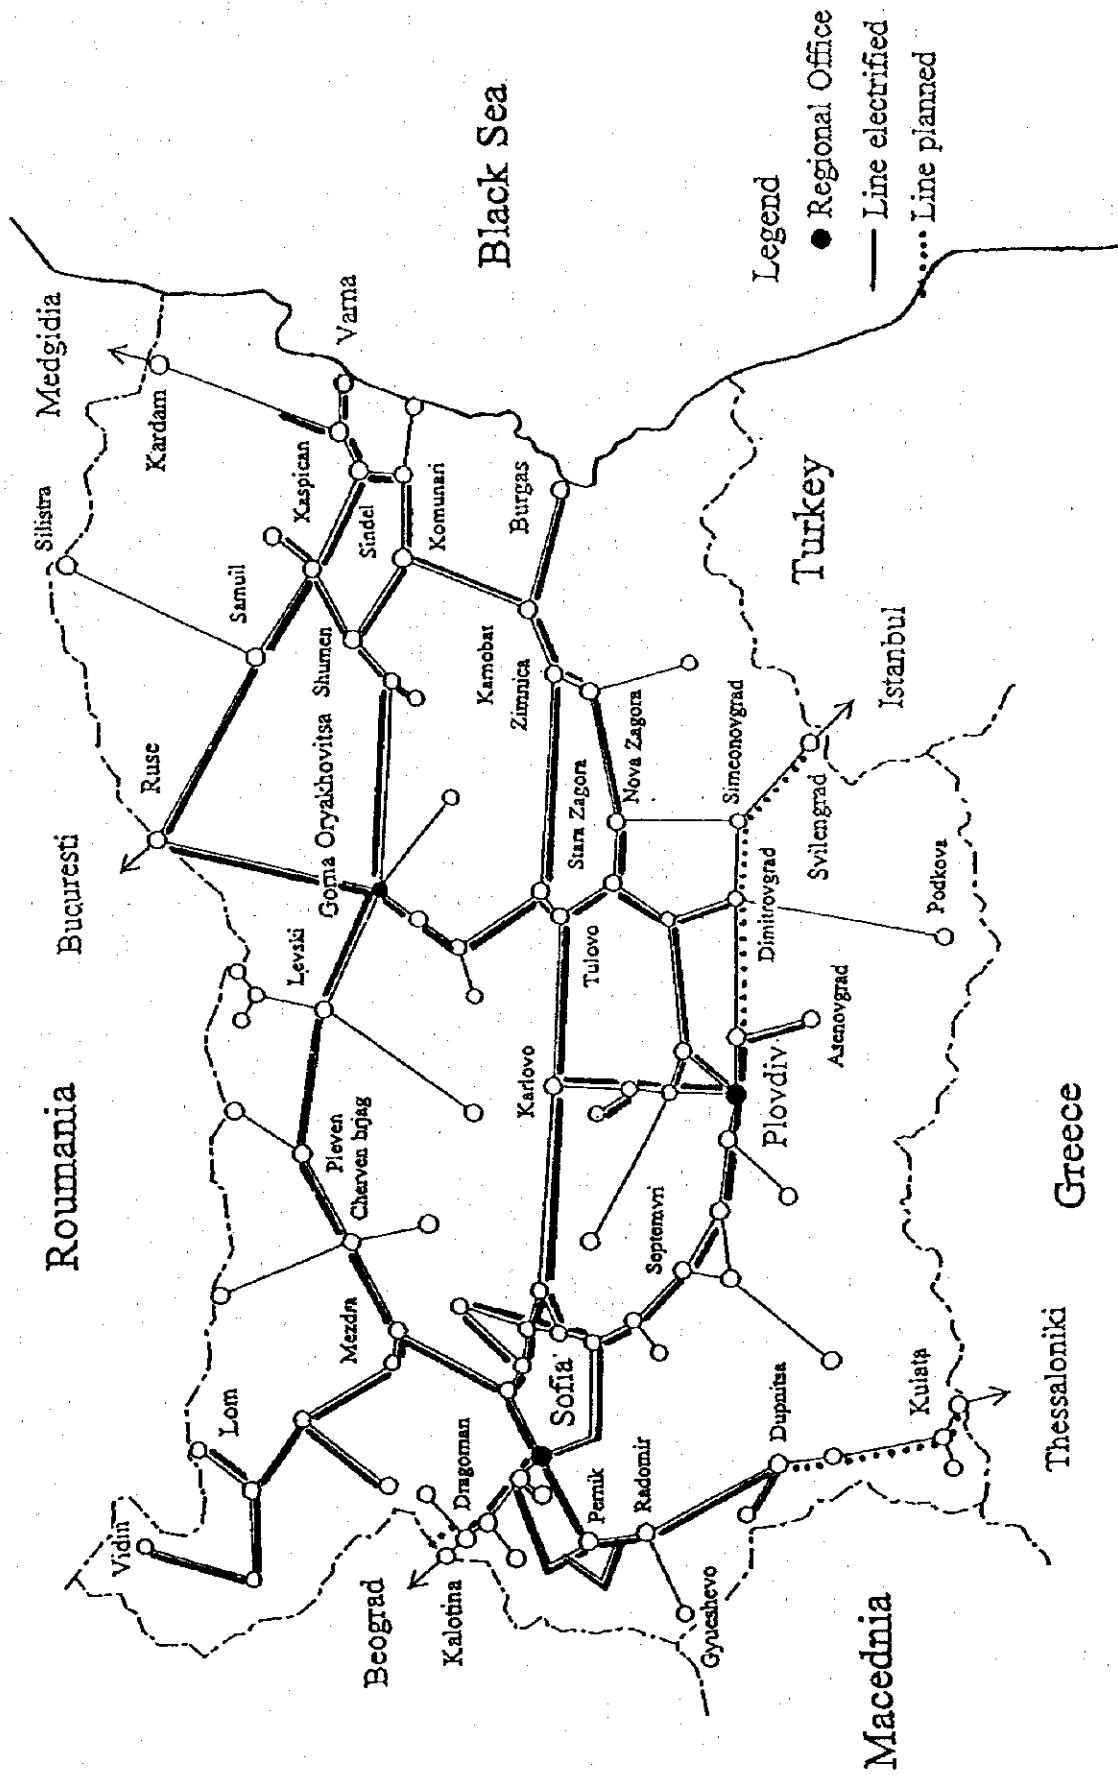 Roumania
Bucuresti
Medgidia
Silistra
Kardam
Ruse
Samuil
Kaspican
Varna
Vidin
Lom
Mezdra
Pleven
Cherven brjag
Levski
Gorna Oryakhovitsa
Shumen
Sindel
Komunari
Black Sea
Beograd
Kalotina
Dragoman
Sofia
Karlovo
Tulovo
Stara Zagora
Nova Zagora
Zimnica
Karnobat
Burgas
Pernik
Radomir
Septemvri
Plovdiv
Dimitrovgrad
Simeonovgrad
Turkey
Gyueshevo
Dupnitsa
Asenovgrad
Svilengrad
Istanbul
Podkova
Kulata
Macednia
Thessaloniki
Greece
Legend
Regional Office
Line electrified
Line planned